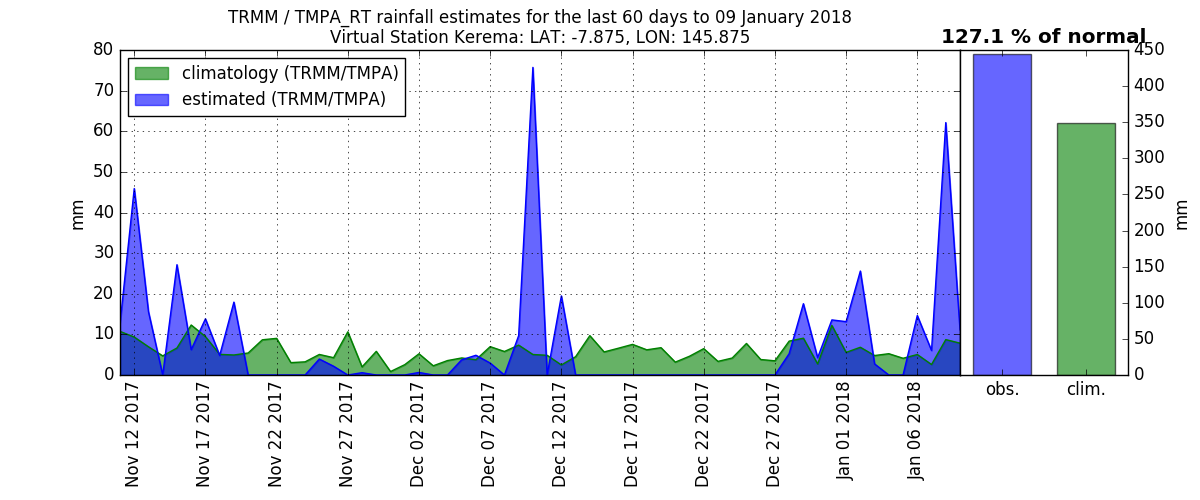 TRMM / TMPA_RT rainfall estimates for the last 60 days to 09 January 2018
Virtual Station Kerema: LAT: -7.875, LON: 145.875
127.1 % of normal
climatology (TRMM/TMPA)
estimated (TRMM/TMPA)
mm
80
70
60
50
40
30
20
10
0
Nov 12 2017
Nov 17 2017
Nov 22 2017
Nov 27 2017
Dec 02 2017
Dec 07 2017
Dec 12 2017
Dec 17 2017
Dec 22 2017
Dec 27 2017
Jan 01 2018
Jan 06 2018
obs.
clim.
450
400
350
300
250
200
150
100
50
0
mm